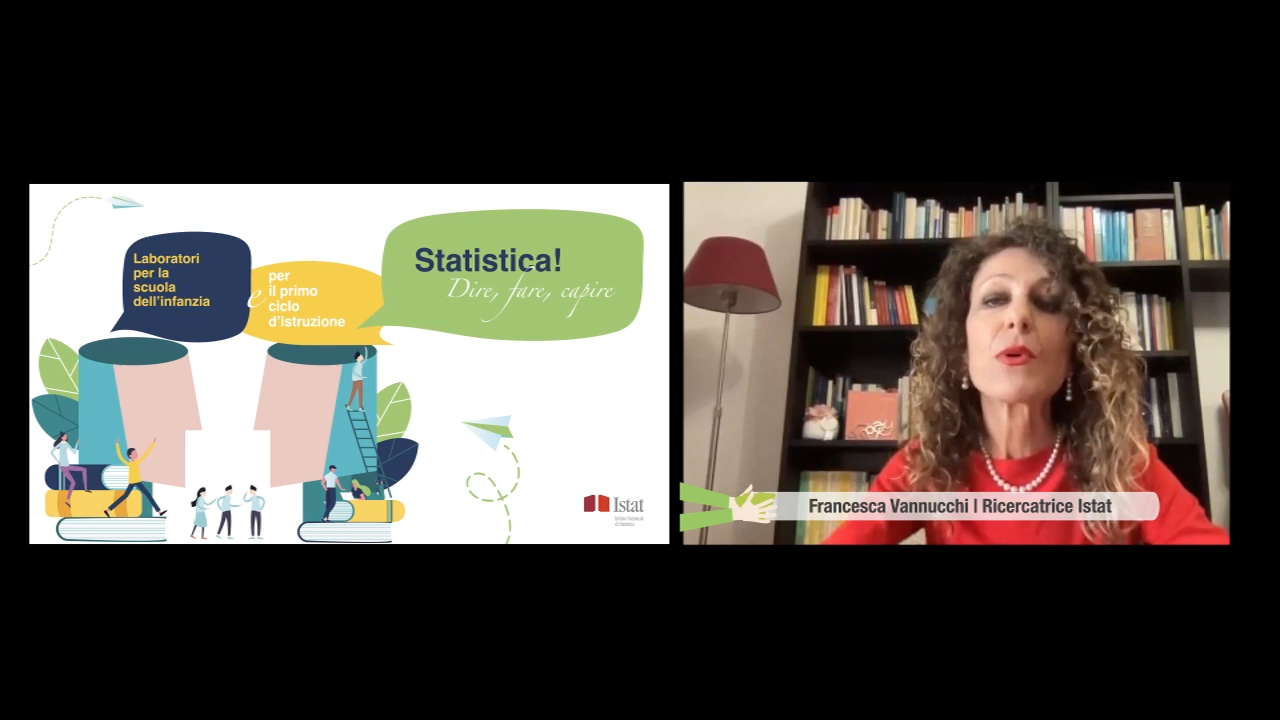 Laboratori
per la
scuola
dell'infanzia
e
per
il primo
ciclo
d'istruzione
Statistica!
Dire, fare, capire
Istat
Francesca Vannucchi | Ricercatrice Istat